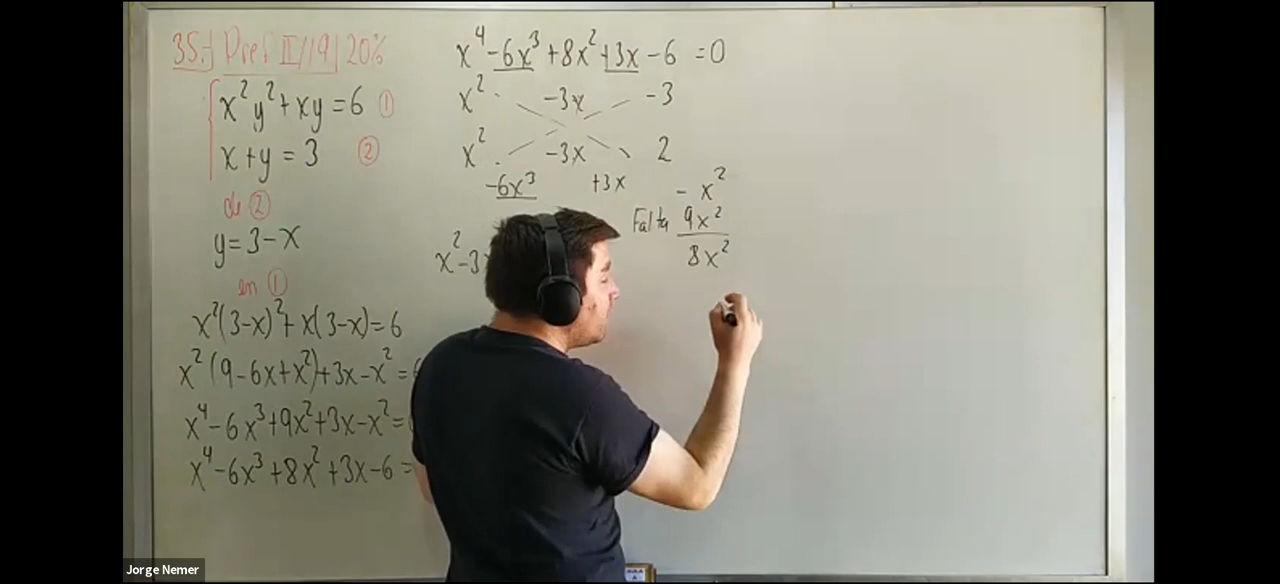 35.) Pref II/19 | 20%
x²y² + xy = 6 ①
x + y = 3 ②
de ②
y = 3 - x
en ①
x²(3-x)² + x(3-x) = 6
x²(9 - 6x + x²) + 3x - x² = 6
x⁴ - 6x³ + 9x² + 3x - x² =
x⁴ - 6x³ + 8x² + 3x - 6 =
x⁴ - 6x³ + 8x² + 3x - 6 = 0
x² -3x -3
x² -3x 2
-6x³ +3x
- x²
Falta 9x²
8x²
x² - 3
Jorge Nemer